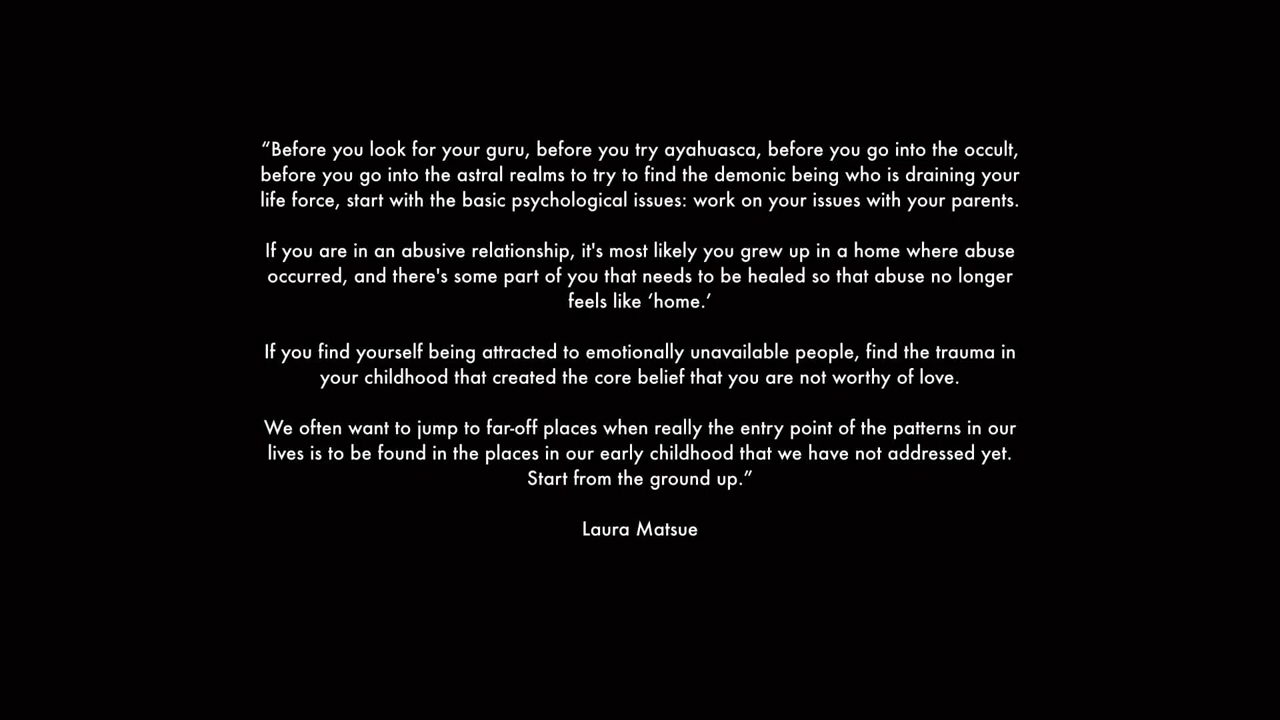 “Before you look for your guru, before you try ayahuasca, before you go into the occult,
before you go into the astral realms to try to find the demonic being who is draining your
life force, start with the basic psychological issues: work on your issues with your parents.
If you are in an abusive relationship, it's most likely you grew up in a home where abuse
occurred, and there's some part of you that needs to be healed so that abuse no longer
feels like ‘home.’
If you find yourself being attracted to emotionally unavailable people, find the trauma in
your childhood that created the core belief that you are not worthy of love.
We often want to jump to far-off places when really the entry point of the patterns in our
lives is to be found in the places in our early childhood that we have not addressed yet.
Start from the ground up.”
Laura Matsue